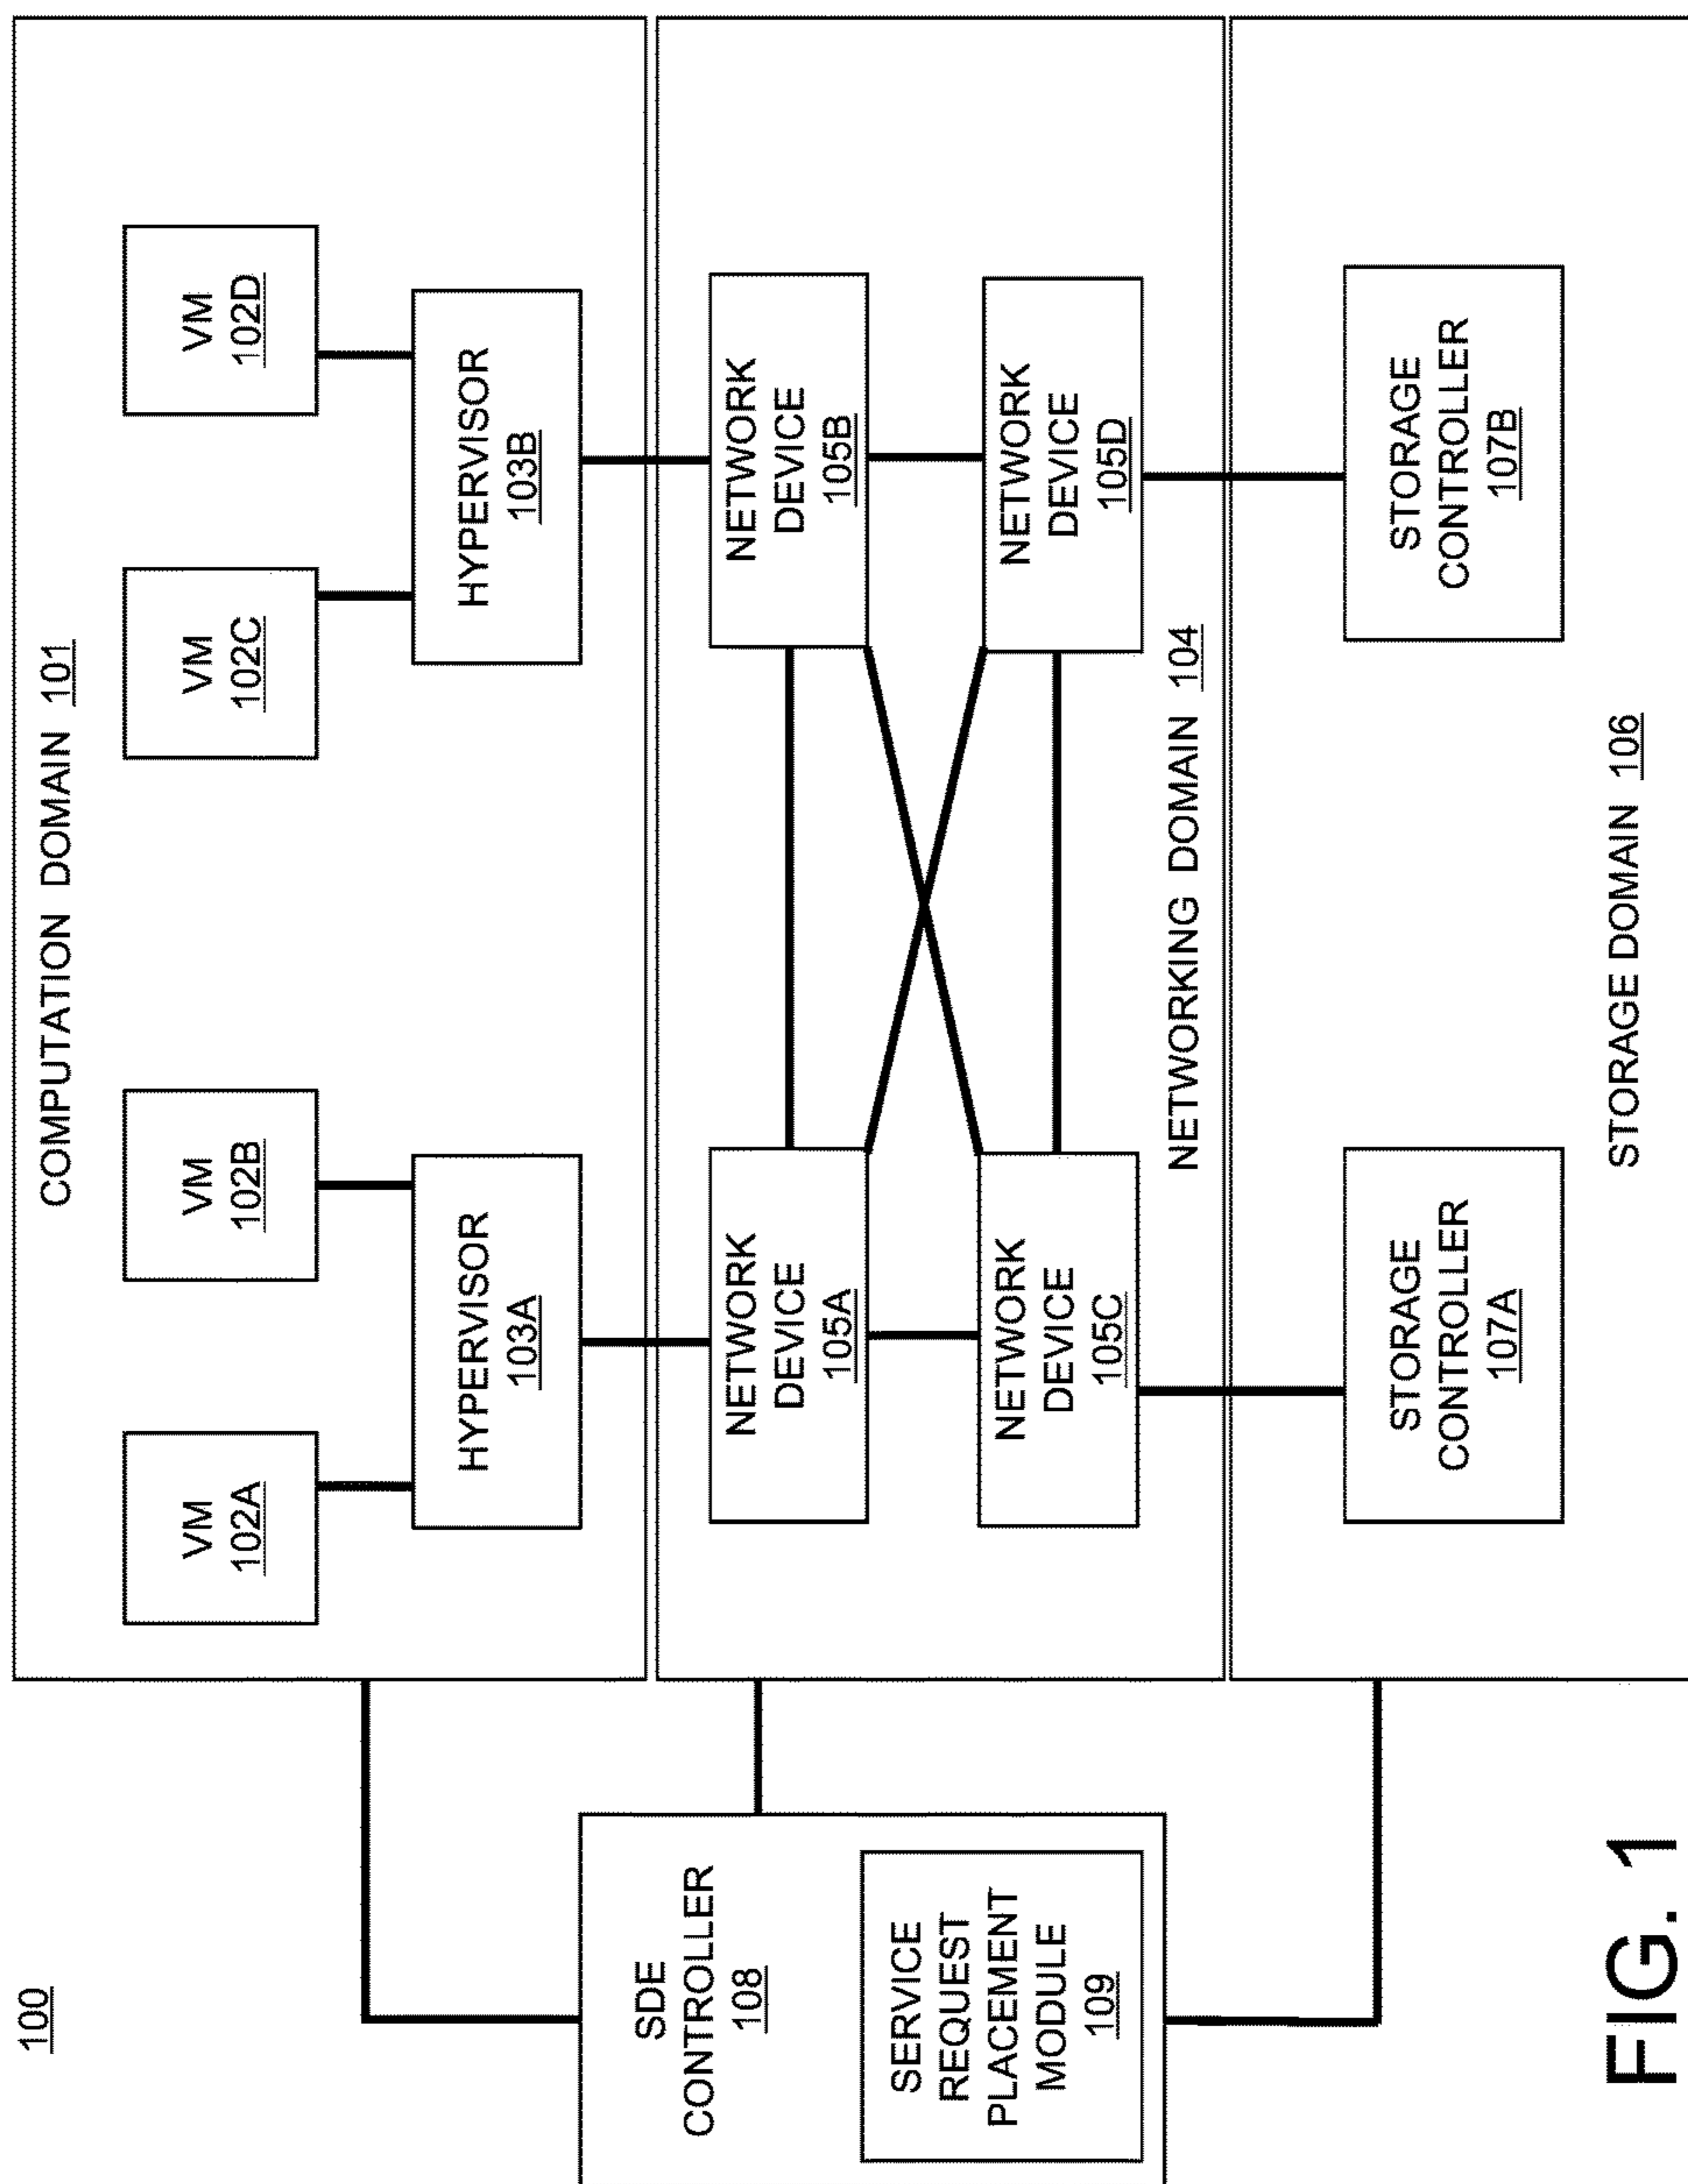 100
COMPUTATION DOMAIN 101
VM
102A
VM
102B
VM
102C
VM
102D
HYPERVISOR
103A
HYPERVISOR
103B
SDE
CONTROLLER
108
SERVICE
REQUEST
PLACEMENT
MODULE
109
NETWORK
DEVICE
105A
NETWORK
DEVICE
105B
NETWORK
DEVICE
105C
NETWORK
DEVICE
105D
NETWORKING DOMAIN 104
STORAGE
CONTROLLER
107A
STORAGE
CONTROLLER
107B
STORAGE DOMAIN 106
FIG. 1